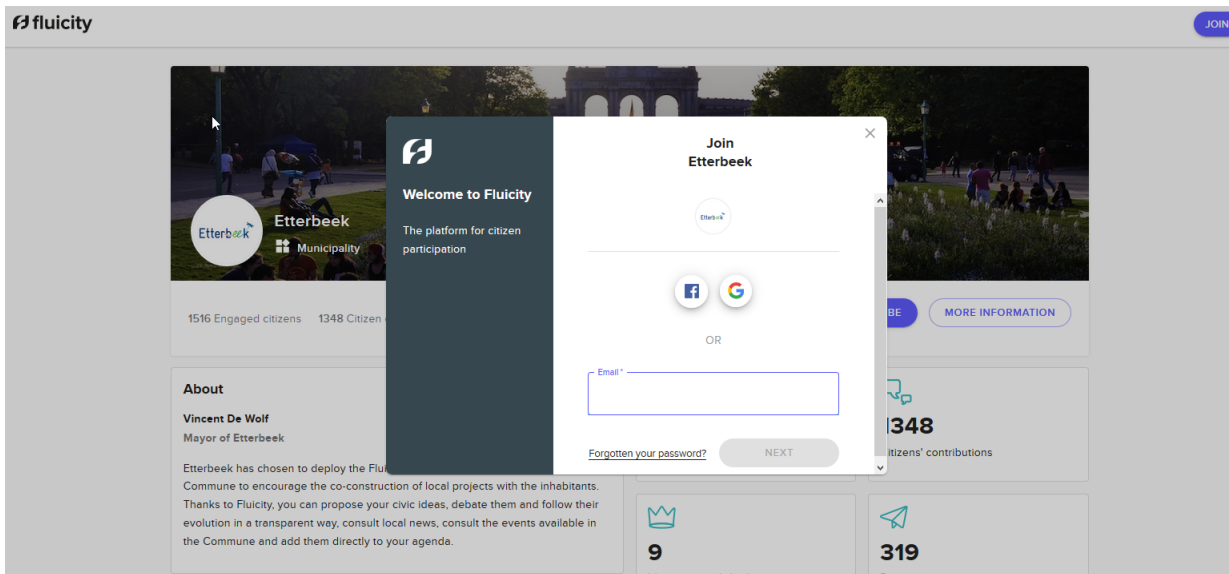 fluicity
JOIN
Etterbeek
Etterbeek
Municipality
1516 Engaged citizens 1348 Citizen
BE
MORE INFORMATION
Welcome to Fluicity
The platform for citizen
participation
Join
Etterbeek
Etterbeek
OR
Email *
Forgotten your password?
NEXT
About
Vincent De Wolf
Mayor of Etterbeek
Etterbeek has chosen to deploy the Flui
Commune to encourage the co-construction of local projects with the inhabitants.
Thanks to Fluicity, you can propose your civic ideas, debate them and follow their
evolution in a transparent way, consult local news, consult the events available in
the Commune and add them directly to your agenda.
1348
itizens' contributions
9
319